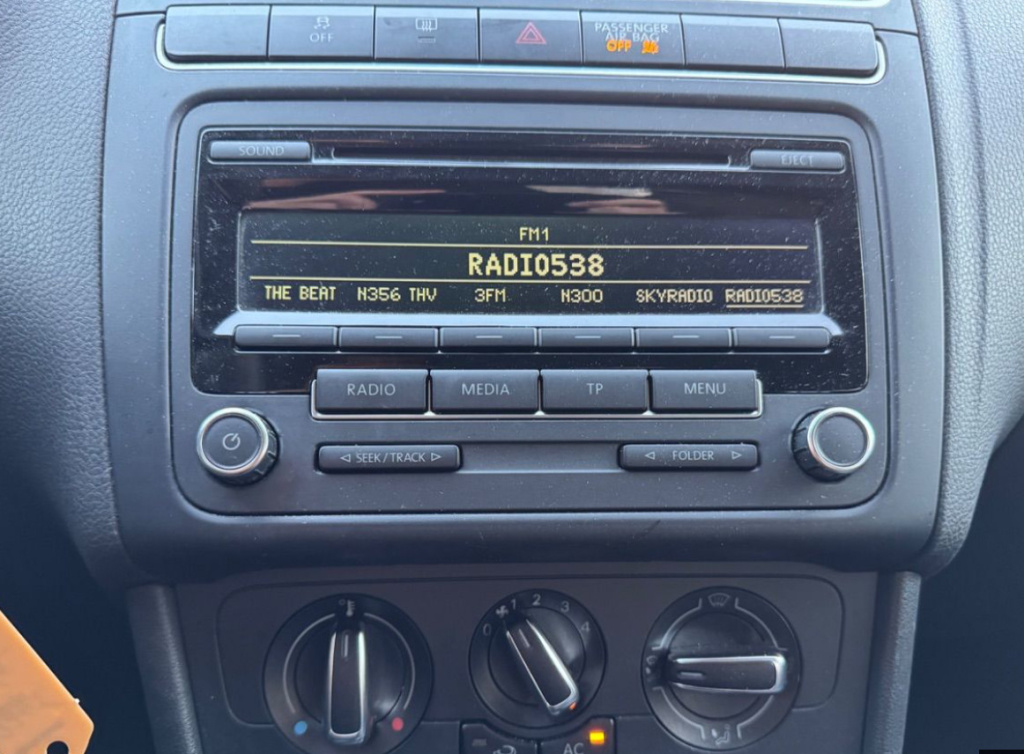 OFF
PASSENGER
AIR BAG
OFF
SOUND
EJECT
FM1
RADIO538
THE BEAT N356 THV 3FM N300 SKYRADIO RADIO538
RADIO MEDIA TP MENU
SEEK/TRACK FOLDER
0 1 2 3 4
AC